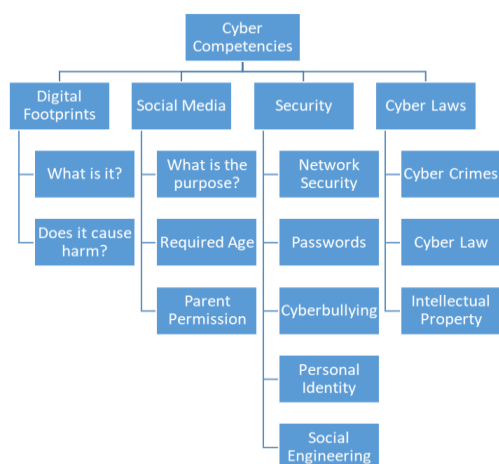 Cyber
Competencies
Digital
Footprints
What is it?
Does it cause
harm?
Social Media
What is the
purpose?
Required Age
Parent
Permission
Security
Network
Security
Passwords
Cyberbullying
Personal
Identity
Social
Engineering
Cyber Laws
Cyber Crimes
Cyber Law
Intellectual
Property